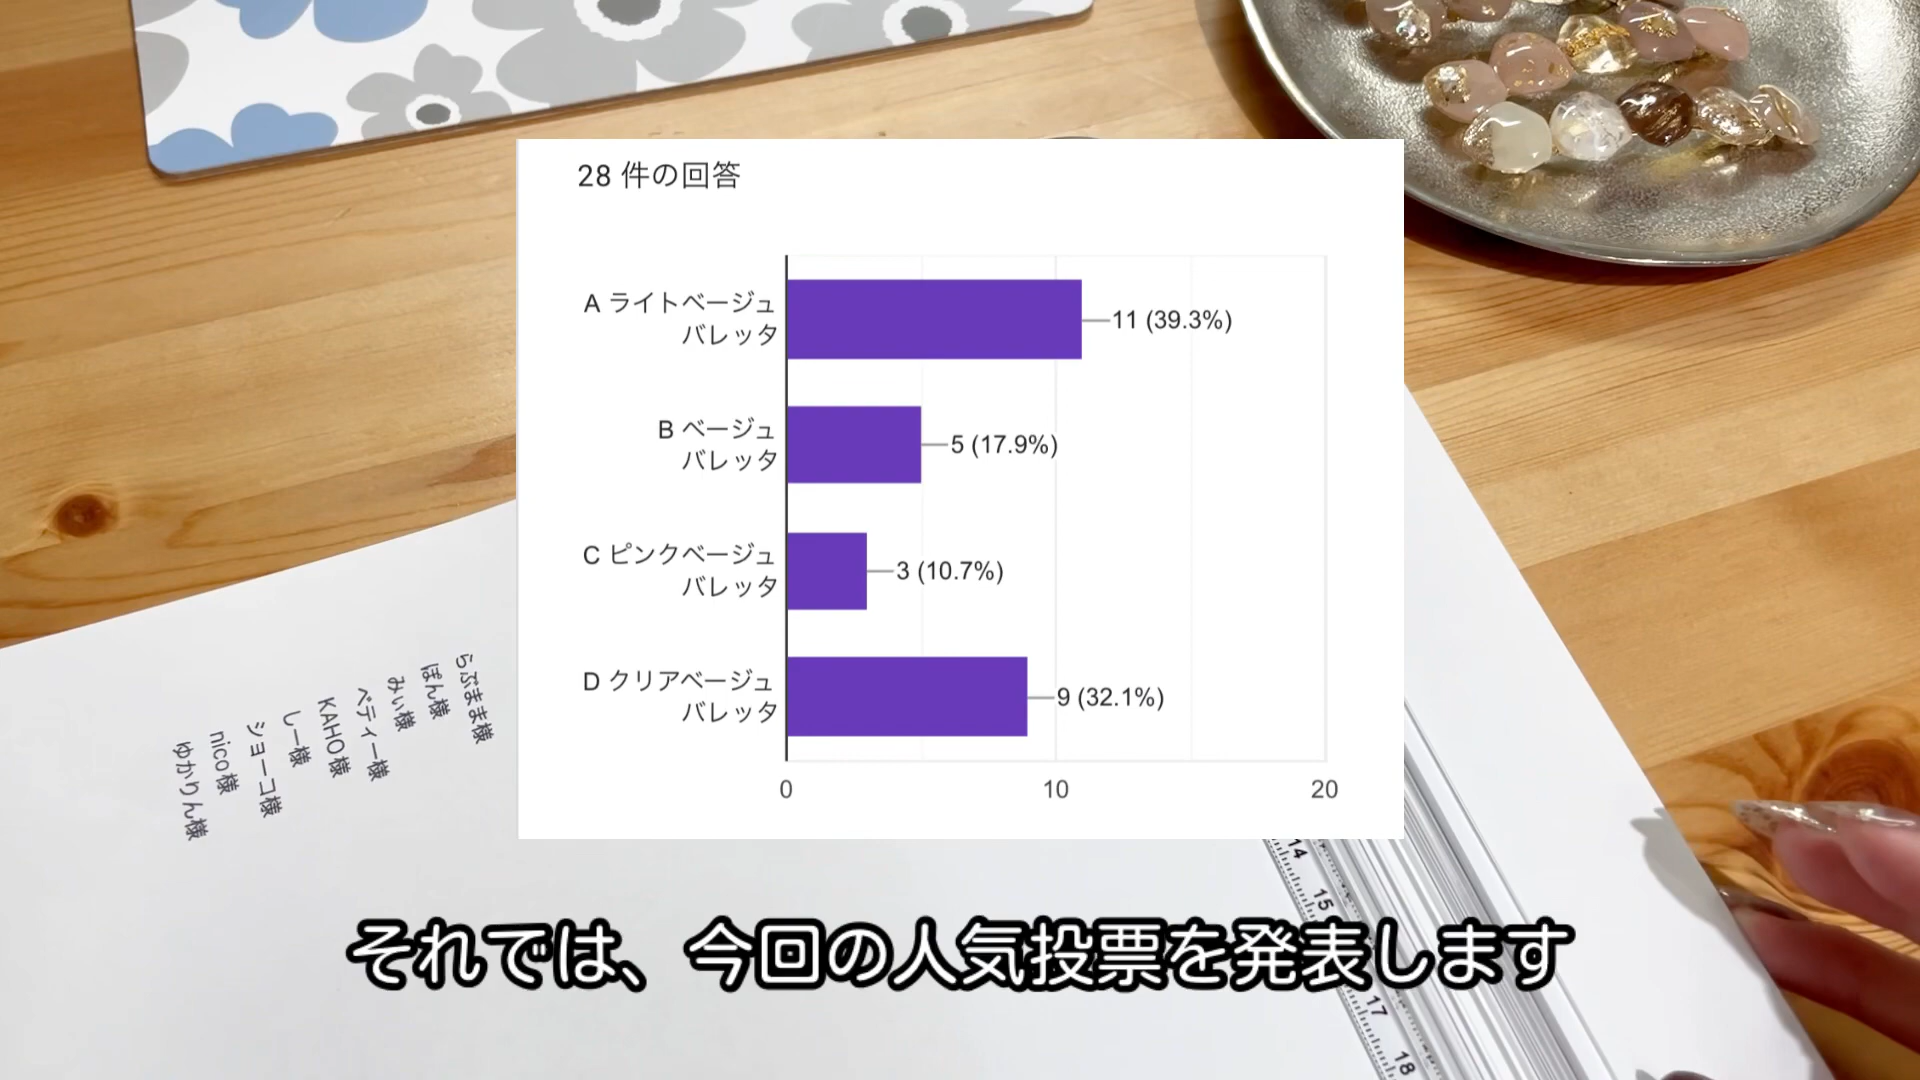 28 件の回答
A ライトベージュ
バレッタ
11 (39.3%)
B ベージュ
バレッタ
5 (17.9%)
C ピンクベージュ
バレッタ
3 (10.7%)
D クリアベージュ
バレッタ
9 (32.1%)
0
10
20
らぶまま様
ぽん様
みぃ様
ベティー様
KAHO様
しー様
ショーコ様
nico様
ゆかりん様
14
15
17
18
それでは、今回の人気投票を発表します